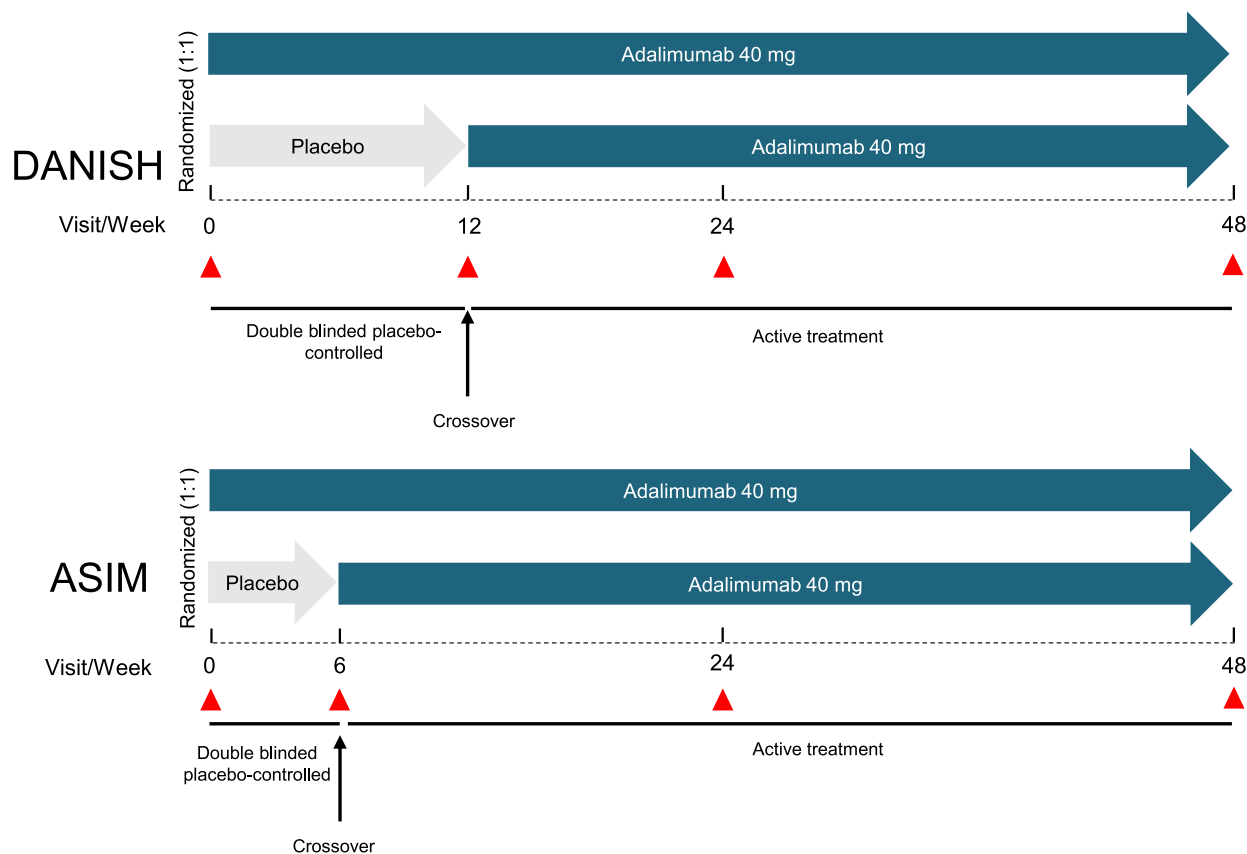 Randomized (1:1)
Adalimumab 40 mg
Placebo
Adalimumab 40 mg
DANISH
Visit/Week
0
12
24
48
Double blinded placebo-
controlled
Active treatment
Crossover
Randomized (1:1)
Adalimumab 40 mg
Placebo
Adalimumab 40 mg
ASIM
Visit/Week
0
6
24
48
Double blinded
placebo-controlled
Active treatment
Crossover